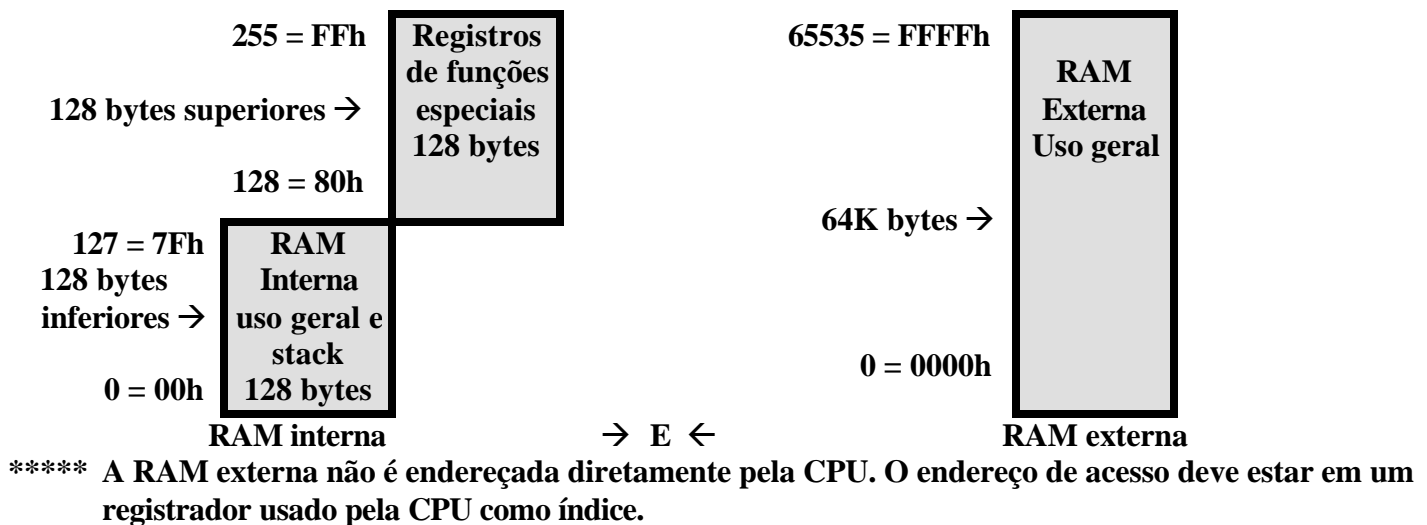 255 = FFh
Registros
de funções
especiais
128 bytes
128 bytes superiores →
128 = 80h
127 = 7Fh
128 bytes
inferiores →
0 = 00h
RAM
Interna
uso geral e
stack
128 bytes
RAM interna
→ E ←
65535 = FFFFh
RAM
Externa
Uso geral
64K bytes →
0 = 0000h
RAM externa
***** A RAM externa não é endereçada diretamente pela CPU. O endereço de acesso deve estar em um
registrador usado pela CPU como índice.